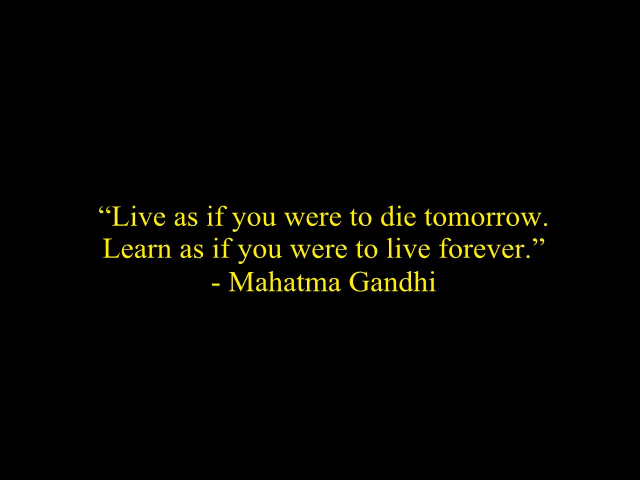 “Live as if you were to die tomorrow.
Learn as if you were to live forever.”
- Mahatma Gandhi